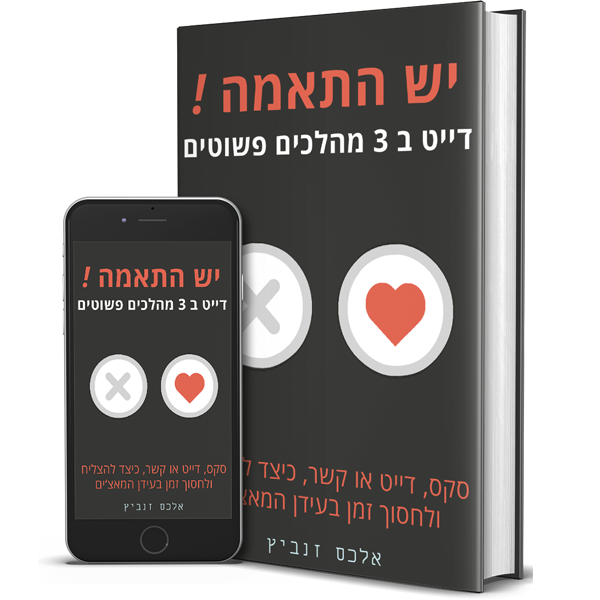 יש התאמה !
דייט ב 3 מהלכים פשוטים
סקס, דייט או קשר, כיצד ל
ולחסוך זמן בעידן המאצ
אלכס זנביץ
יש התאמה !
דייט ב 3 מהלכים פשוטים
סקס, דייט או קשר, כיצד להצליח
ולחסוך זמן בעידן המאצ'ים
אלכס זנביץ